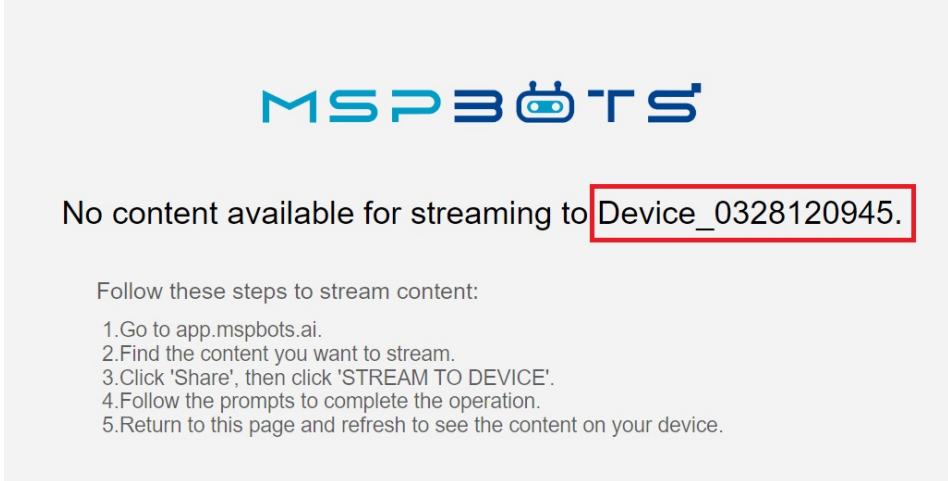 MSPBOTS
No content available for streaming to Device_0328120945.
Follow these steps to stream content:
1.Go to app.mspbots.ai.
2.Find the content you want to stream.
3.Click 'Share', then click 'STREAM TO DEVICE'.
4.Follow the prompts to complete the operation.
5.Return to this page and refresh to see the content on your device.